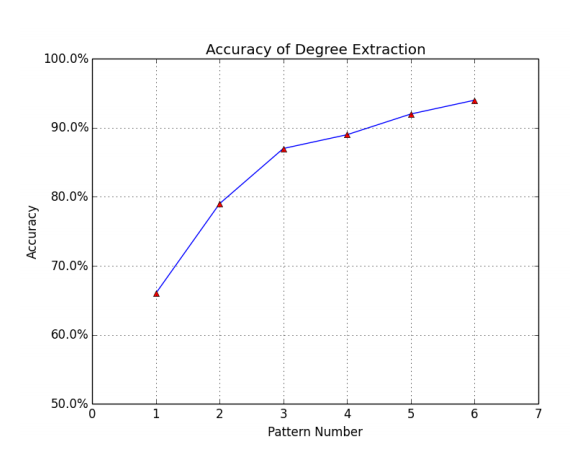 Accuracy of Degree Extraction
100.0%
90.0%
80.0%
70.0%
60.0%
50.0%
Accuracy
0 1 2 3 4 5 6 7
Pattern Number